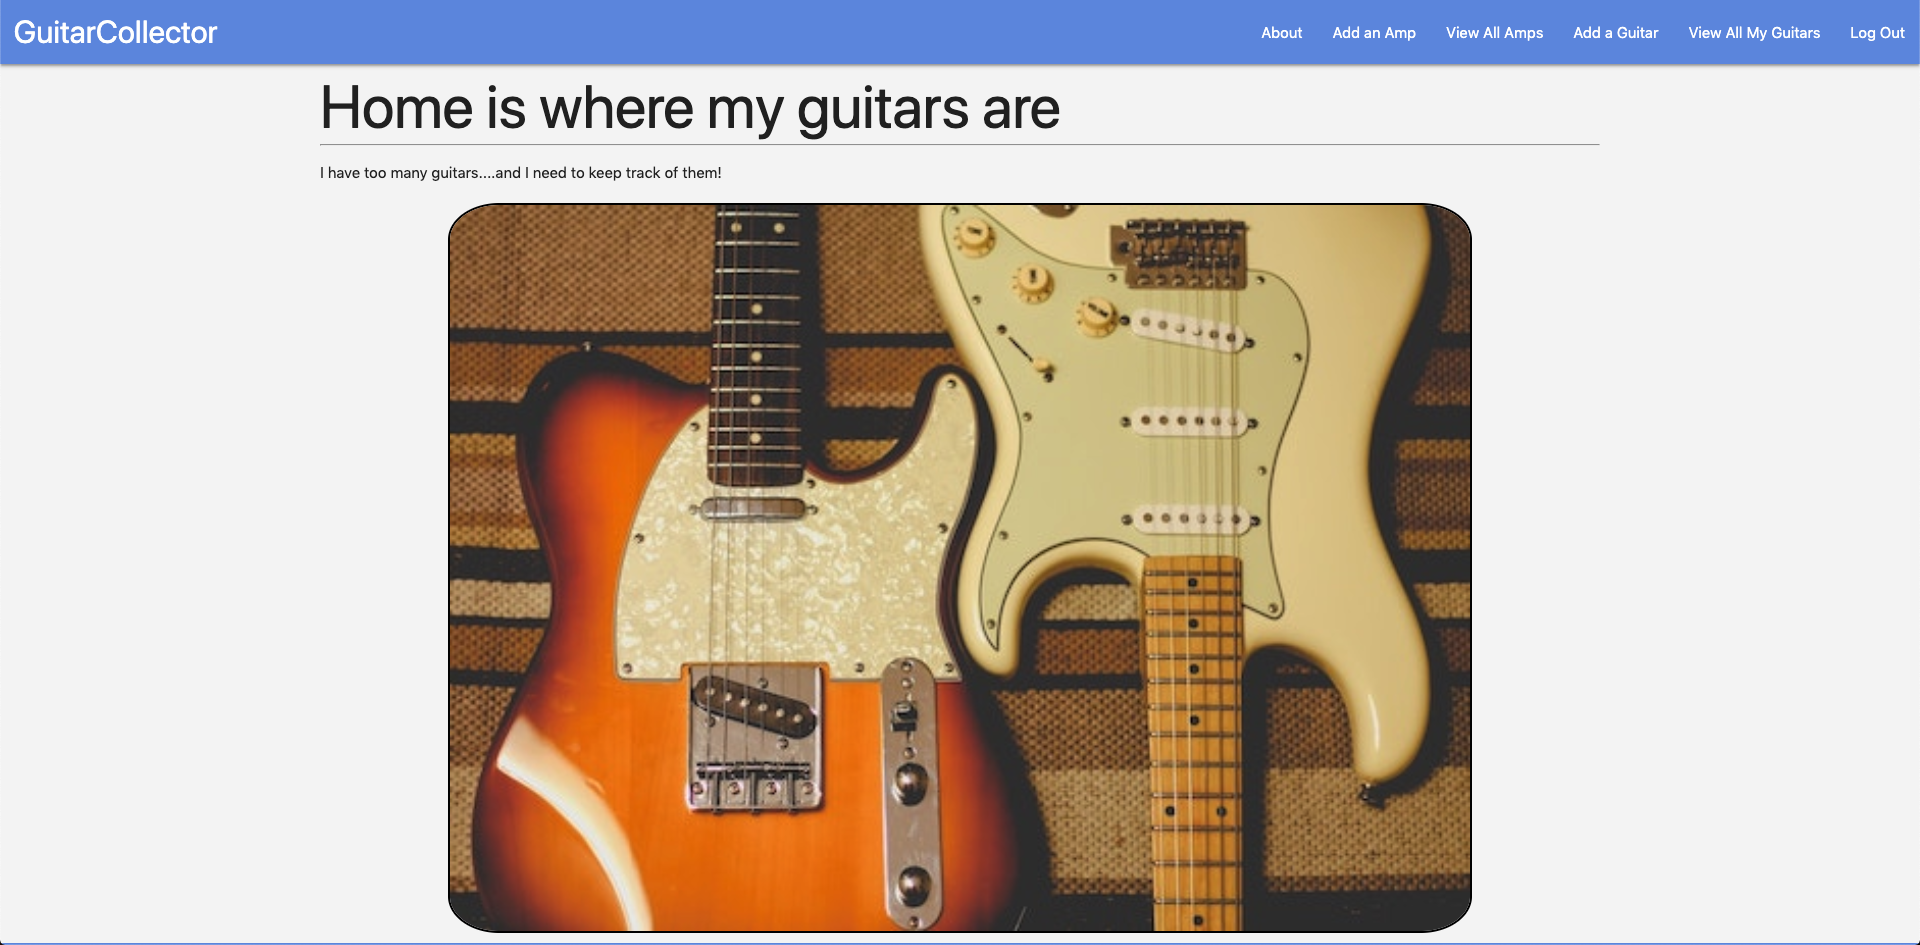 GuitarCollector
About Add an Amp View All Amps Add a Guitar View All My Guitars Log Out
Home is where my guitars are
I have too many guitars....and I need to keep track of them!